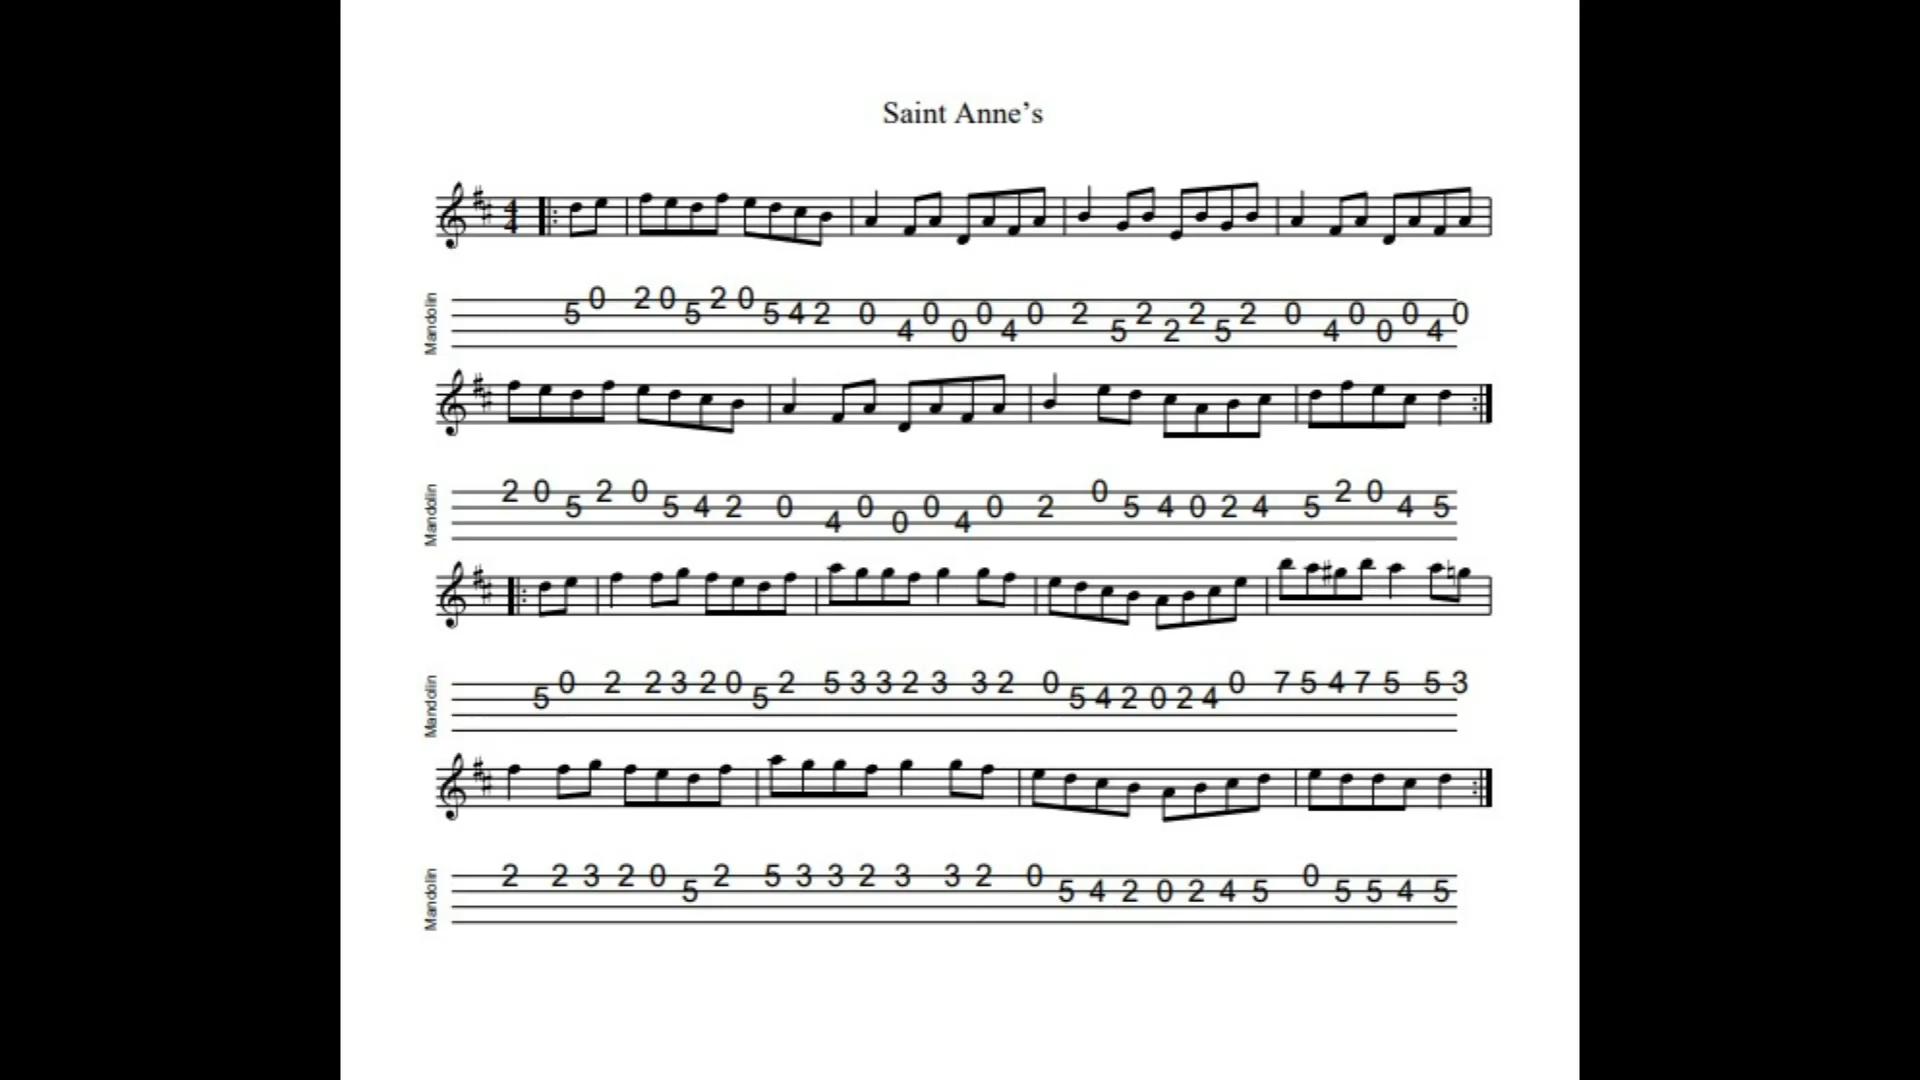 Saint Anne’s
4
4
Mandolin
5 0 2 0 5 2 0 5 4 2 0 4 0 0 0 4 0 2 5 2 2 2 5 2 0 4 0 0 0 4 0
Mandolin
2 0 5 2 0 5 4 2 0 4 0 0 0 4 0 2 0 5 4 0 2 4 5 2 0 4 5
Mandolin
5 0 2 2 3 2 0 5 2 5 3 3 2 3 3 2 0 5 4 2 0 2 4 0 7 5 4 7 5 5 3
Mandolin
2 2 3 2 0 5 2 5 3 3 2 3 3 2 0 5 4 2 0 2 4 5 0 5 5 4 5